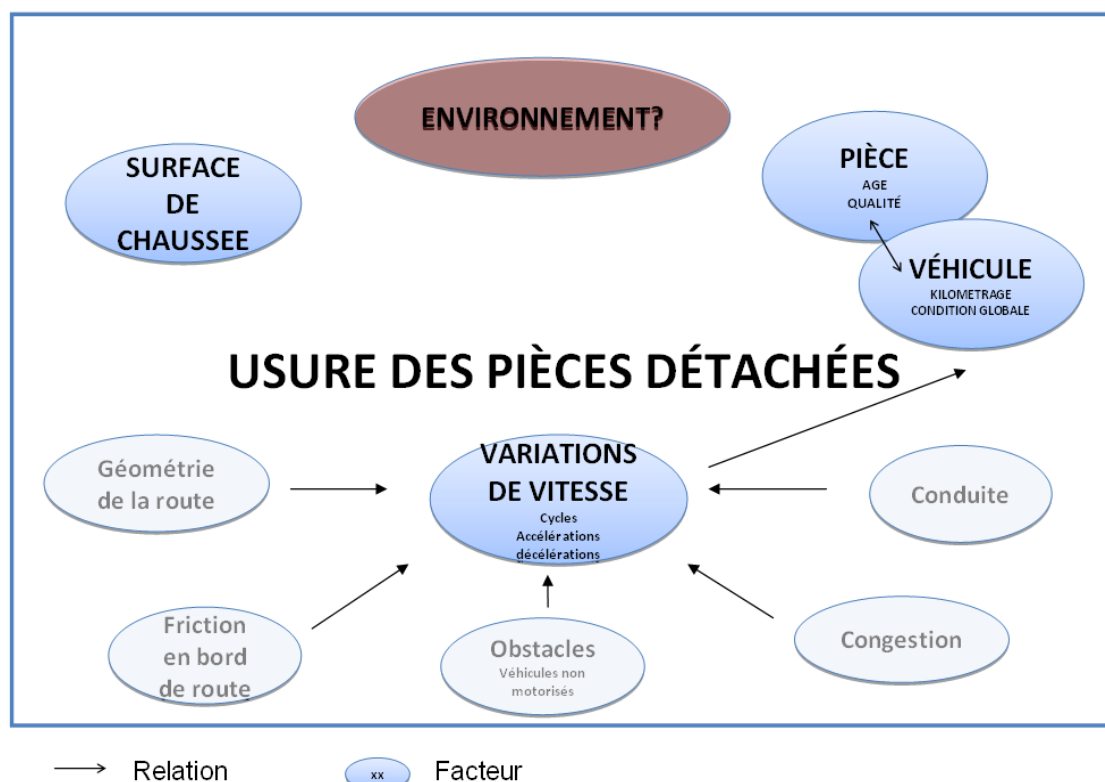 ENVIRONNEMENT?
SURFACE
DE
CHAUSSEE
PIÈCE
AGE
QUALITÉ
VÉHICULE
KILOMETRAGE
CONDITION GLOBALE
USURE DES PIÈCES DÉTACHÉES
VARIATIONS
DE VITESSE
Cycles
Accélérations
décélérations
Géométrie
de la route
Conduite
Friction
en bord
de route
Obstacles
Véhicules non
motorisés
Congestion
Relation
xx
Facteur